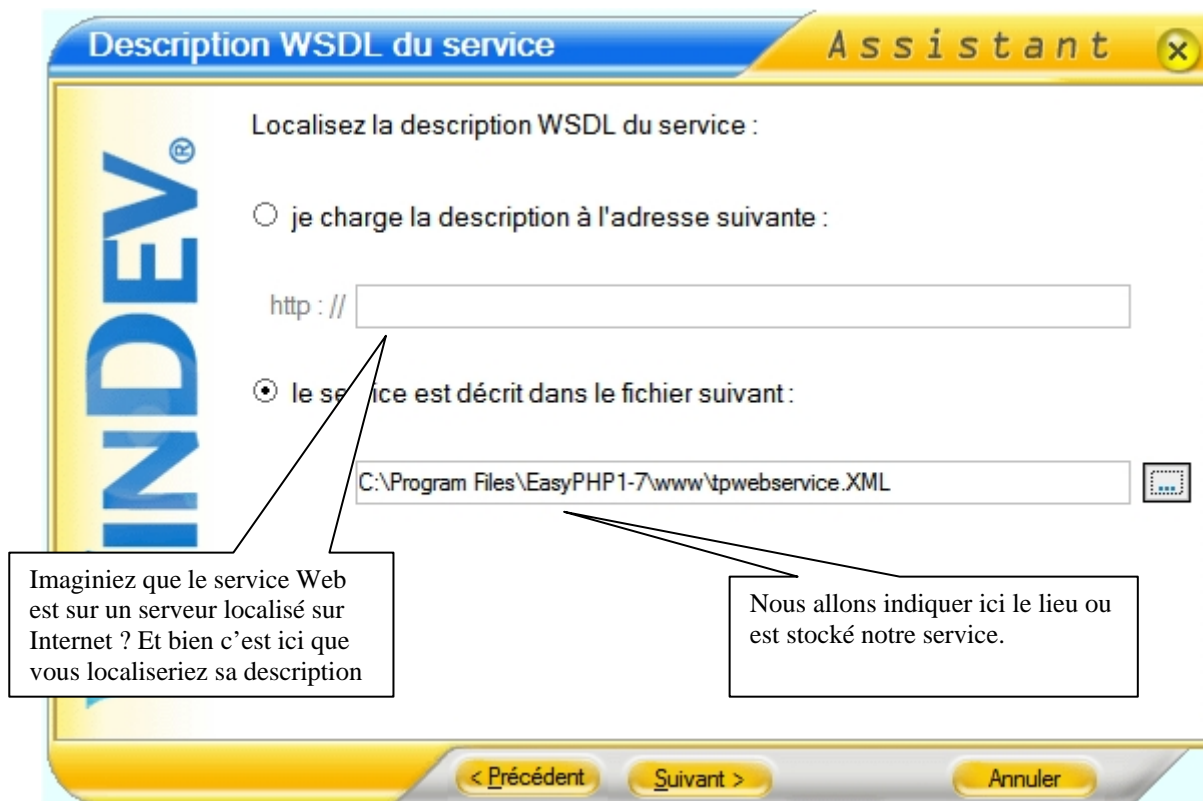 Description WSDL du service
Assistant
Localisez la description WSDL du service :
je charge la description à l'adresse suivante :
http : //
le service est décrit dans le fichier suivant :
C:\Program Files\EasyPHP1-7\www\tpwebservice.XML
...
INDEV®
Imaginiez que le service Web
est sur un serveur localisé sur
Internet ? Et bien c’est ici que
vous localiseriez sa description
Nous allons indiquer ici le lieu ou
est stocké notre service.
< Précédent
Suivant >
Annuler